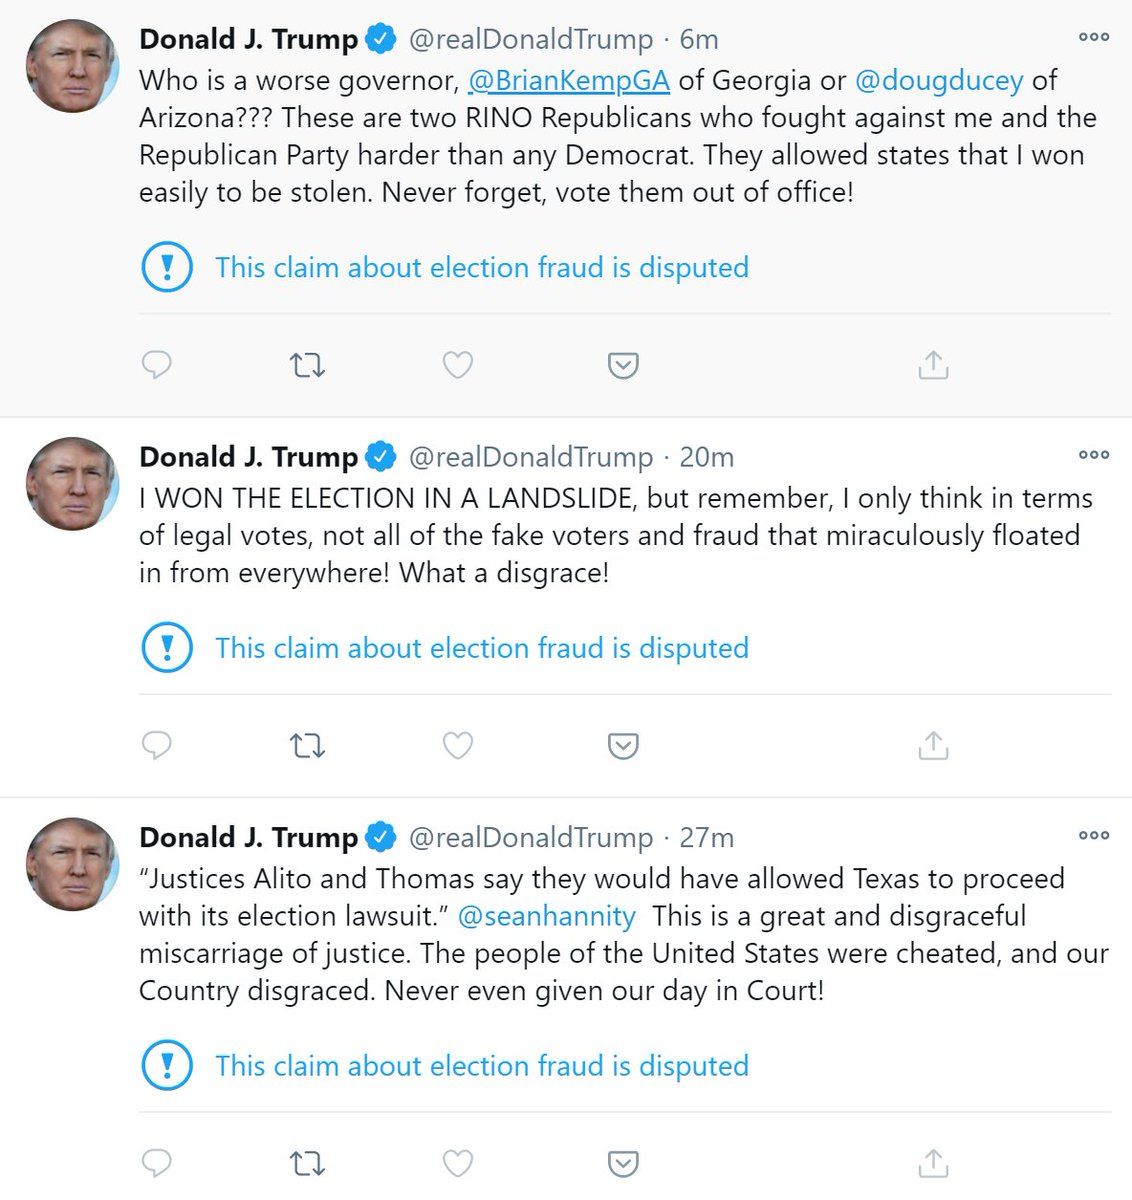 Donald J. Trump @realDonaldTrump · 6m
Who is a worse governor, @BrianKempGA of Georgia or @dougducey of
Arizona??? These are two RINO Republicans who fought against me and the
Republican Party harder than any Democrat. They allowed states that I won
easily to be stolen. Never forget, vote them out of office!
This claim about election fraud is disputed
Donald J. Trump @realDonaldTrump · 20m
I WON THE ELECTION IN A LANDSLIDE, but remember, I only think in terms
of legal votes, not all of the fake voters and fraud that miraculously floated
in from everywhere! What a disgrace!
This claim about election fraud is disputed
Donald J. Trump @realDonaldTrump · 27m
“Justices Alito and Thomas say they would have allowed Texas to proceed
with its election lawsuit.” @seanhannity  This is a great and disgraceful
miscarriage of justice. The people of the United States were cheated, and our
Country disgraced. Never even given our day in Court!
This claim about election fraud is disputed